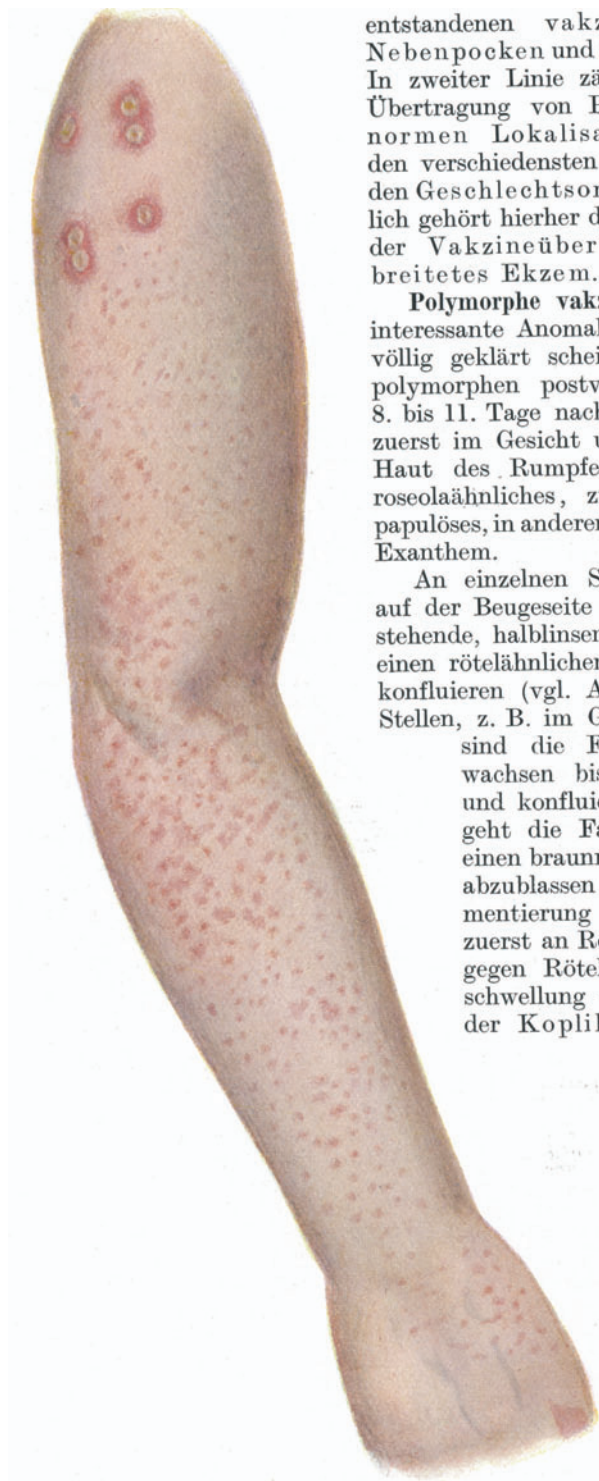 entstandenen vakz
Nebenpocken und
In zweiter Linie zä
Übertragung von E
normen Lokalisa
den verschiedensten
den Geschlechtsor
lich gehört hierher d
der Vakzineüber
breitetes Ekzem.
Polymorphe vakz
interessante Anomal
völlig geklärt schei
polymorphen postv
8. bis 11. Tage nach
zuerst im Gesicht u
Haut des Rumpfe
roseolaähnliches, z
papulöses, in anderen
Exanthem.
An einzelnen S
auf der Beugeseite
stehende, halblinsen
einen rötelähnlichen
konfluieren (vgl. A
Stellen, z. B. im G
sind die E
wachsen bis
und konfluie
geht die Fa
einen braunr
abzublassen
mentierung
zuerst an Rö
gegen Rötel
schwellung
der Koplik